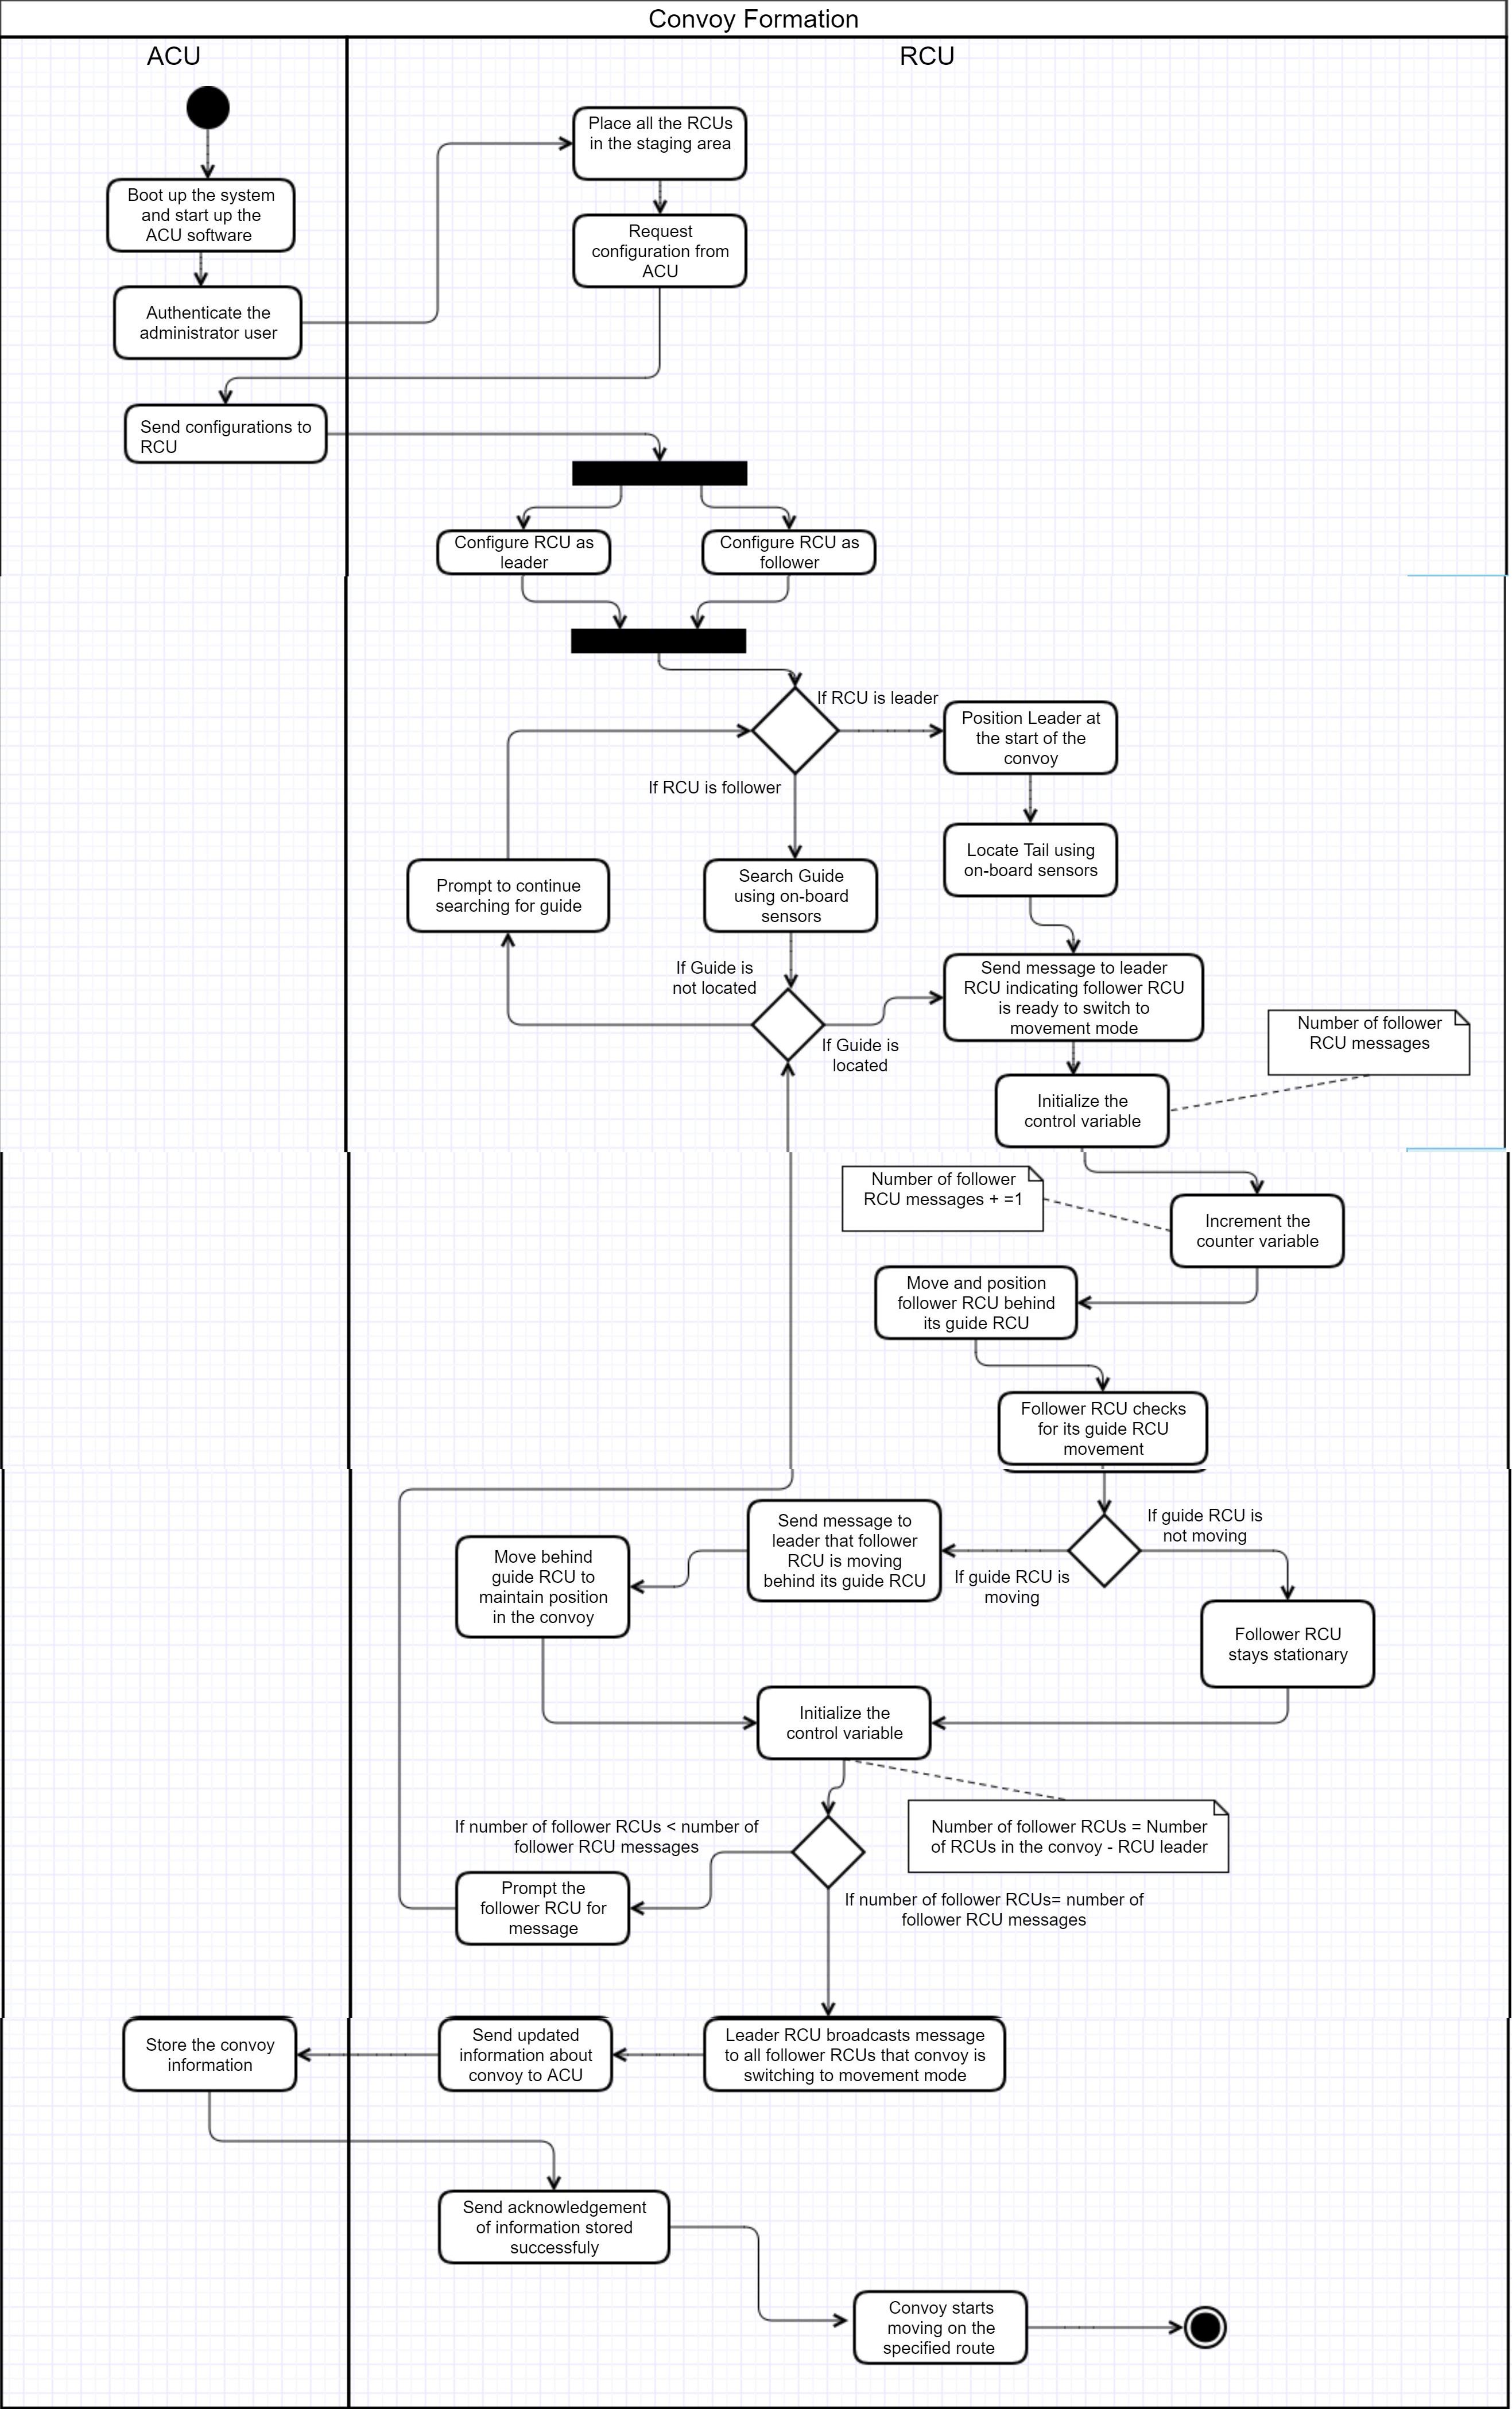 Convoy Formation
ACU
RCU
Boot up the system
and start up the
ACU software
Authenticate the
administrator user
Place all the RCUs
in the staging area
Request
configuration from
ACU
Send configurations to
RCU
Configure RCU as
leader
Configure RCU as
follower
If RCU is leader
Position Leader at
the start of the
convoy
If RCU is follower
Locate Tail using
on-board sensors
Prompt to continue
searching for guide
Search Guide
using on-board
sensors
If Guide is
not located
Send message to leader
RCU indicating follower RCU
is ready to switch to
movement mode
If Guide is
located
Number of follower
RCU messages
Initialize the
control variable
Number of follower
RCU messages + =1
Increment the
counter variable
Move and position
follower RCU behind
its guide RCU
Follower RCU checks
for its guide RCU
movement
If guide RCU is
not moving
Send message to
leader that follower
RCU is moving
behind its guide RCU
If guide RCU is
moving
Move behind
guide RCU to
maintain position
in the convoy
Follower RCU
stays stationary
Initialize the
control variable
If number of follower RCUs < number of
follower RCU messages
Number of follower RCUs = Number
of RCUs in the convoy - RCU leader
Prompt the
follower RCU for
message
If number of follower RCUs= number of
follower RCU messages
Store the convoy
information
Send updated
information about
convoy to ACU
Leader RCU broadcasts message
to all follower RCUs that convoy is
switching to movement mode
Send acknowledgement
of information stored
successfuly
Convoy starts
moving on the
specified route